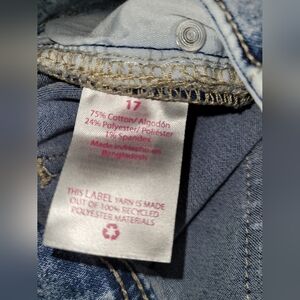 17
75% Cotton/Algodón
24% Polyester/Poliéster
1% Spandex
Made in/Hecho en
Bangladesh
THIS LABEL YARN IS MADE
OUT OF 100% RECYCLED
POLYESTER MATERIALS